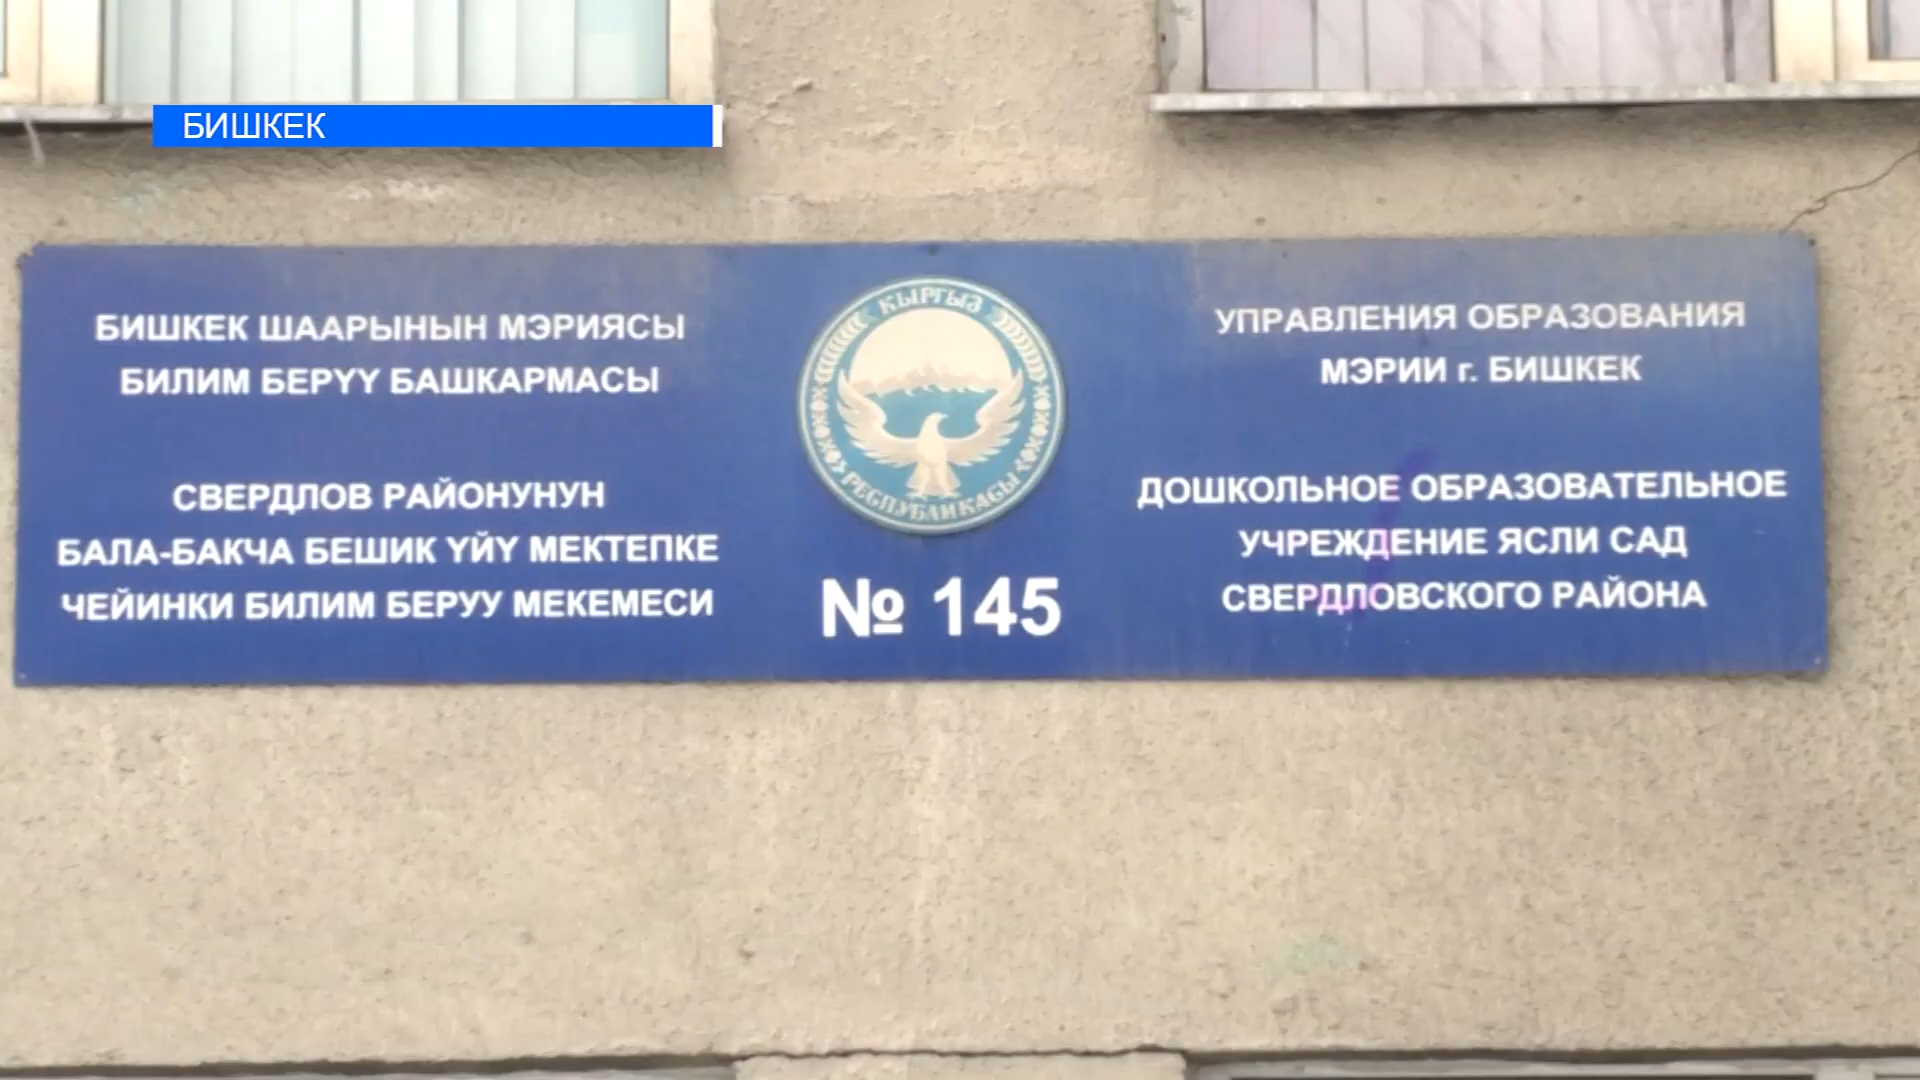 БИШКЕК
БИШКЕК ШААРЫНЫН МЭРИЯСЫ
БИЛИМ БЕРҮҮ БАШКАРМАСЫ
СВЕРДЛОВ РАЙОНУНУН
БАЛА-БАКЧА БЕШИК ҮЙҮ МЕКТЕПКЕ
ЧЕЙИНКИ БИЛИМ БЕРУУ МЕКЕМЕСИ
КЫРГЫЗ
РЕСПУБЛИКАСЫ
№ 145
УПРАВЛЕНИЯ ОБРАЗОВАНИЯ
МЭРИИ г. БИШКЕК
ДОШКОЛЬНОЕ ОБРАЗОВАТЕЛЬНОЕ
УЧРЕЖДЕНИЕ ЯСЛИ САД
СВЕРДЛОВСКОГО РАЙОНА